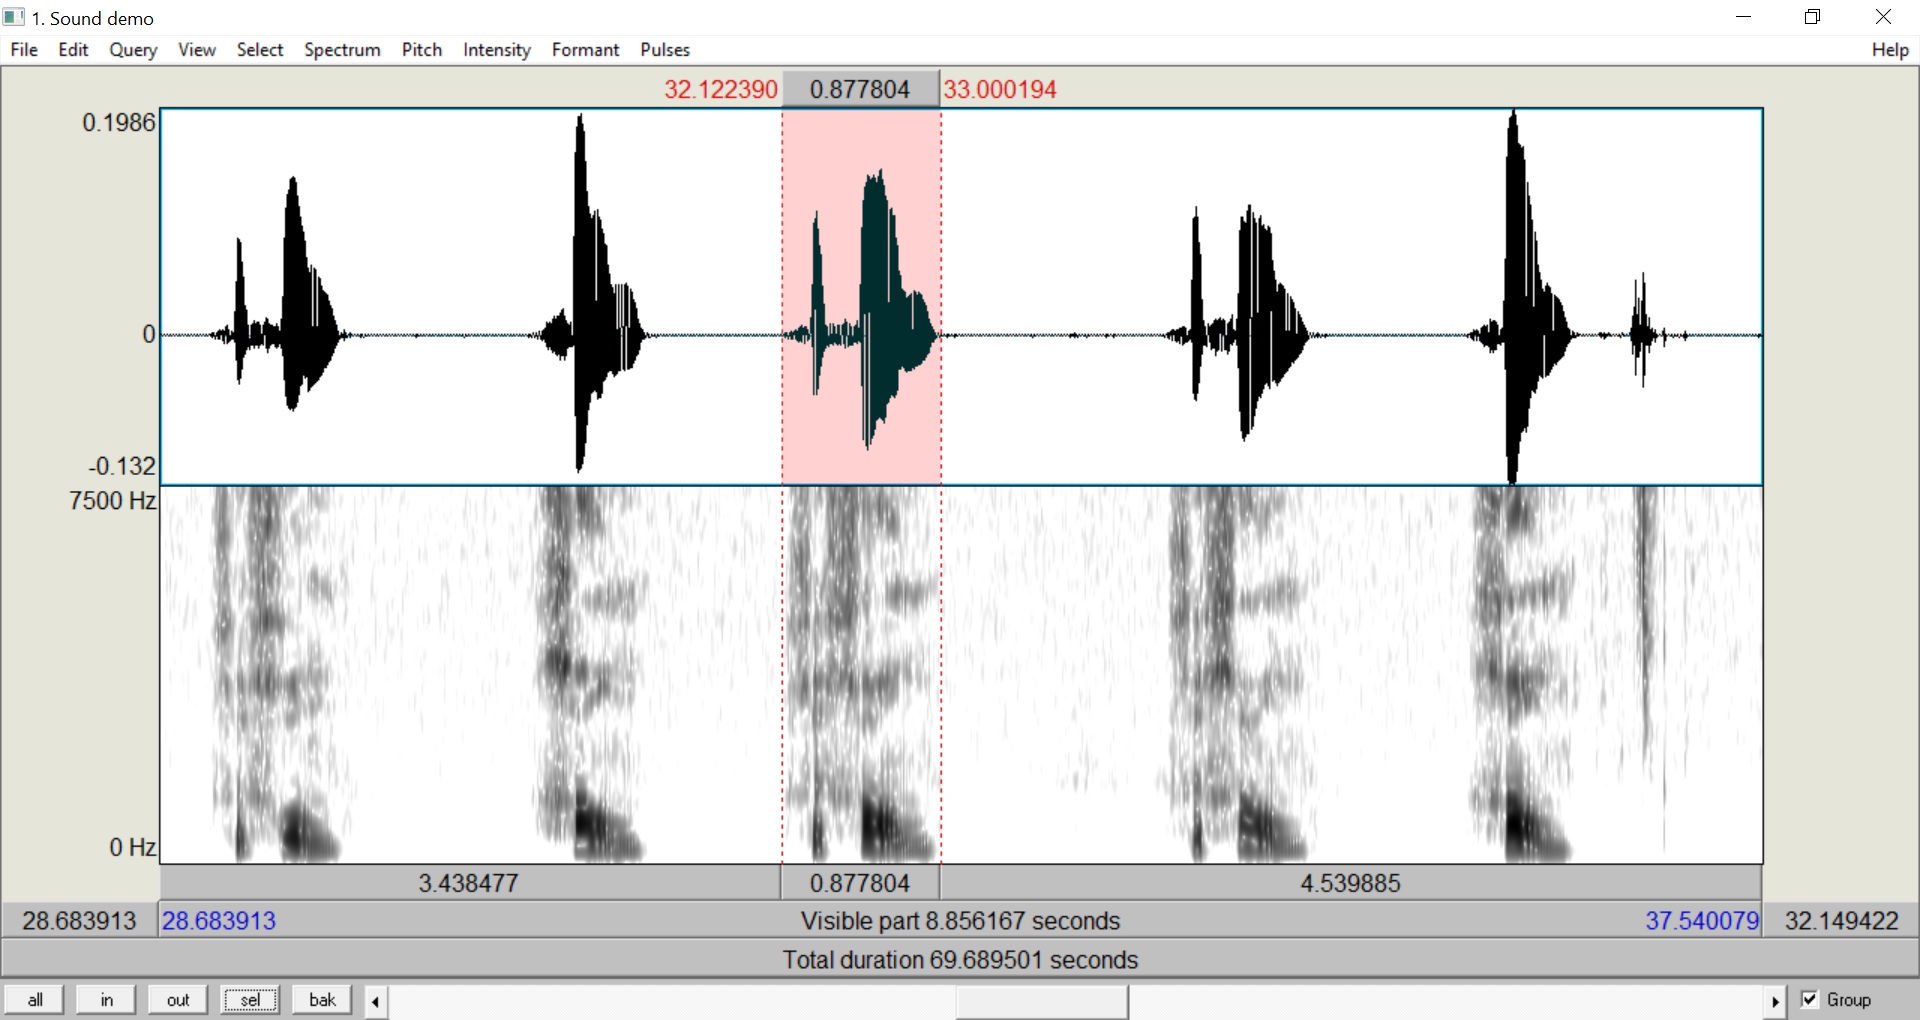 1. Sound demo
File Edit Query View Select Spectrum Pitch Intensity Formant Pulses Help
32.122390 0.877804 33.000194
0.1986
0
-0.132
7500 Hz
0 Hz
3.438477 0.877804 4.539885
28.683913 28.683913 Visible part 8.856167 seconds 37.540079 32.149422
Total duration 69.689501 seconds
all in out sel bak Group